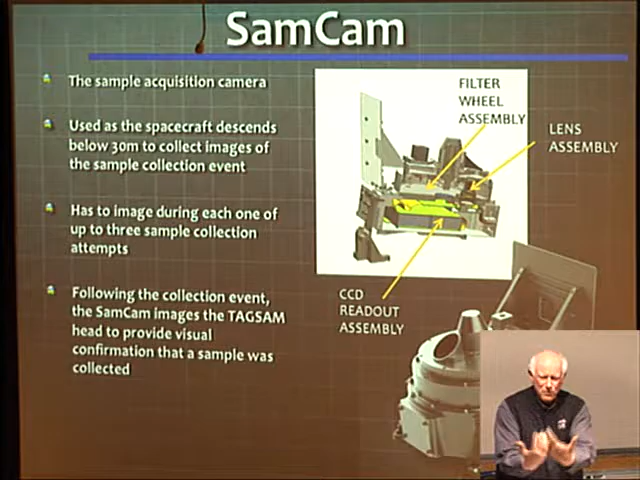 SamCam
The sample acquisition camera
Used as the spacecraft descends
below 30m to collect images of
the sample collection event
Has to image during each one of
up to three sample collection
attempts
Following the collection event,
the SamCam images the TAGSAM
head to provide visual
confirmation that a sample was
collected
FILTER
WHEEL
ASSEMBLY
LENS
ASSEMBLY
CCD
READOUT
ASSEMBLY